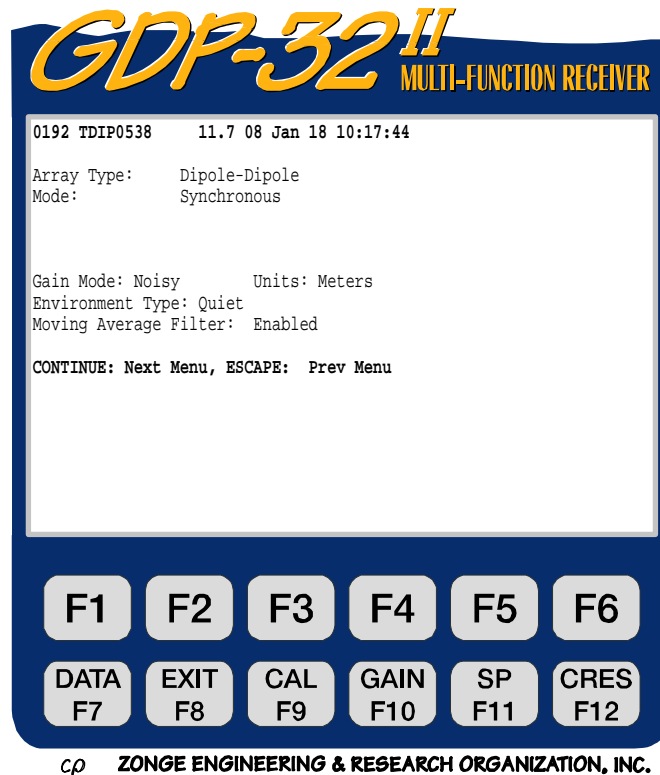 GDP-32 II
MULTI-FUNCTION RECEIVER
0192 TDIP0538 11.7 08 Jan 18 10:17:44
Array Type: Dipole-Dipole
Mode: Synchronous
Gain Mode: Noisy Units: Meters
Environment Type: Quiet
Moving Average Filter: Enabled
CONTINUE: Next Menu, ESCAPE: Prev Menu
F1 F2 F3 F4 F5 F6
DATA EXIT CAL GAIN SP CRES
F7 F8 F9 F10 F11 F12
ZONGE ENGINEERING & RESEARCH ORGANIZATION, INC.